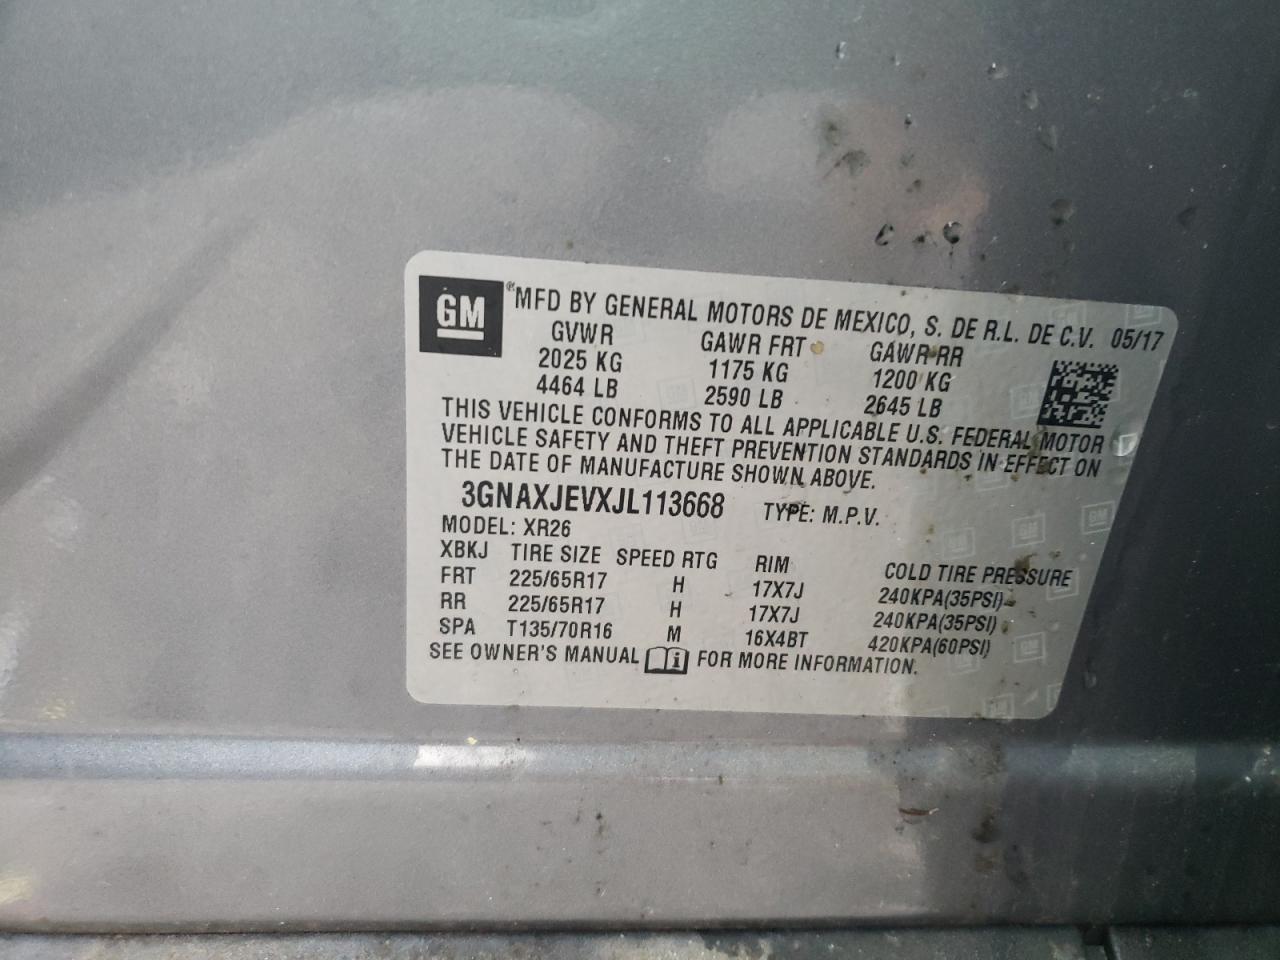 GM ® MFD BY GENERAL MOTORS DE MEXICO, S. DE R.L. DE C.V. 05/17
GVWR GAWR FRT GAWR RR
2025 KG 1175 KG 1200 KG
4464 LB 2590 LB 2645 LB
THIS VEHICLE CONFORMS TO ALL APPLICABLE U.S. FEDERAL MOTOR
VEHICLE SAFETY AND THEFT PREVENTION STANDARDS IN EFFECT ON
THE DATE OF MANUFACTURE SHOWN ABOVE.
3GNAXJEVXJL113668 TYPE: M.P.V.
MODEL: XR26
XBKJ TIRE SIZE SPEED RTG RIM COLD TIRE PRESSURE
FRT 225/65R17 H 17X7J 240KPA(35PSI)
RR 225/65R17 H 17X7J 240KPA(35PSI)
SPA T135/70R16 M 16X4BT 420KPA(60PSI)
SEE OWNER'S MANUAL i FOR MORE INFORMATION.